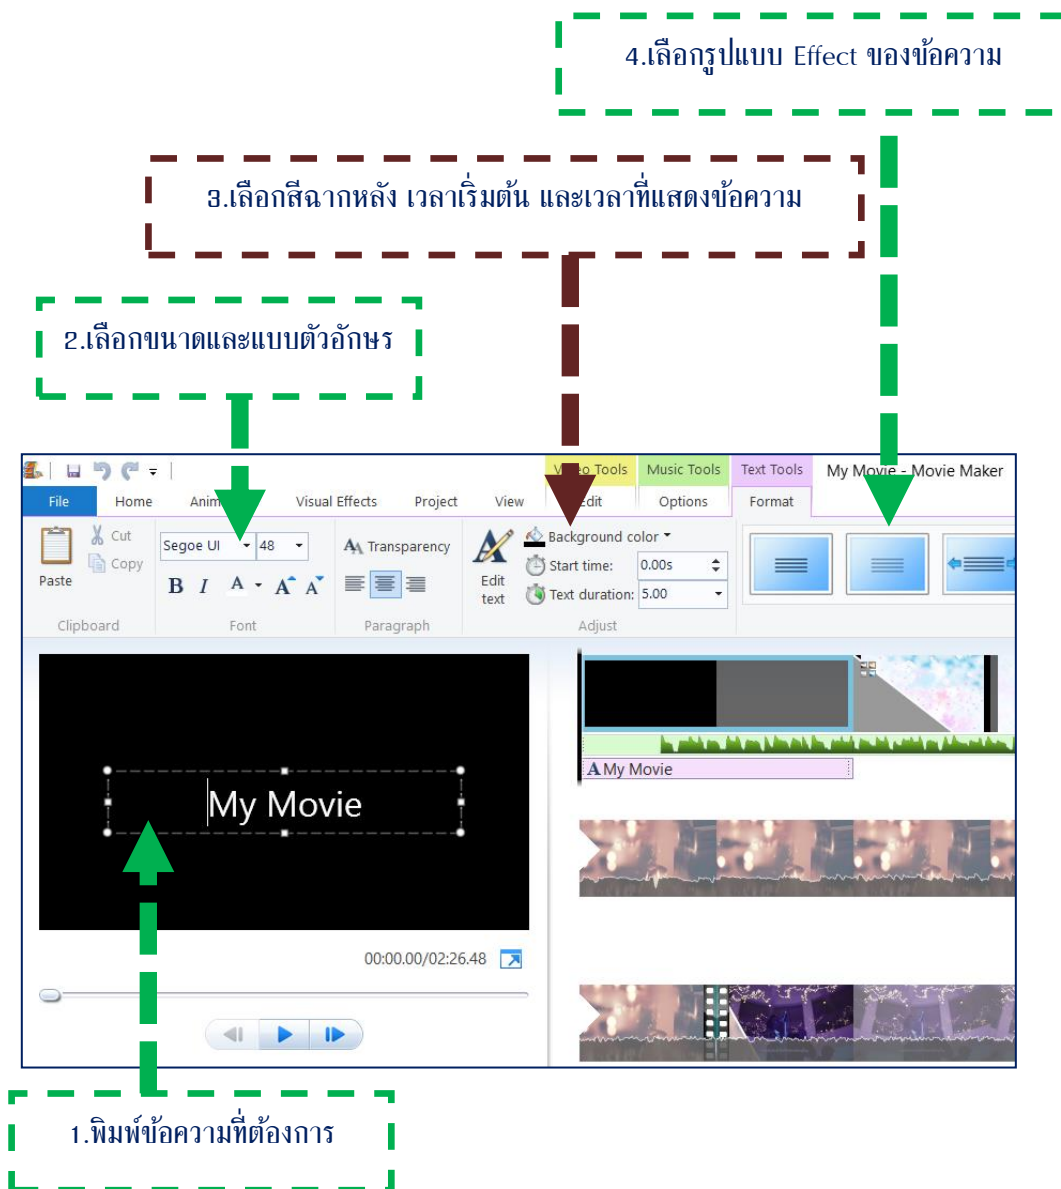 4.เลือกรูปแบบ Effect ของข้อความ
3.เลือกสีฉากหลัง เวลาเริ่มต้น และเวลาที่แสดงข้อความ
2.เลือกขนาดและแบบตัวอักษร
Video Tools Music Tools Text Tools My Movie - Movie Maker
File Home Visual Effects Project View Edit Options Format
Cut
Copy
Paste
Clipboard
Segoe UI 48
B I A A A
Font
Transparency
Paragraph
Edit
text
Background color
Start time: 0.00s
Text duration: 5.00
Adjust
My Movie
A My Movie
00:00.00/02:26.48
1.พิมพ์ข้อความที่ต้องการ